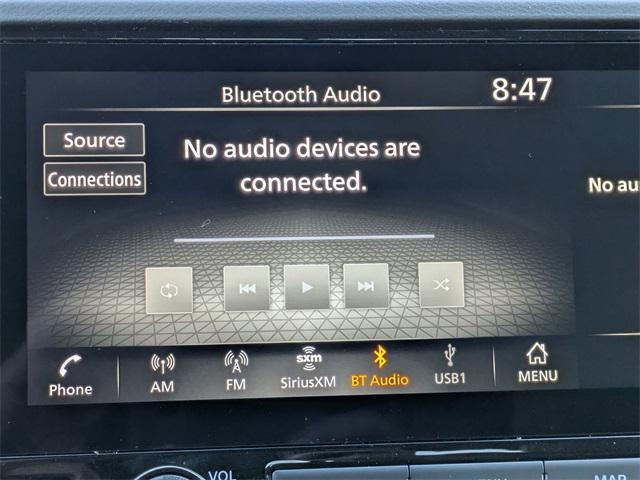 Bluetooth Audio
8:47
Source
Connections
No audio devices are
connected.
No au
Phone
AM
FM
sxm
SiriusXM
BT Audio
USB1
MENU
VOL
MAP